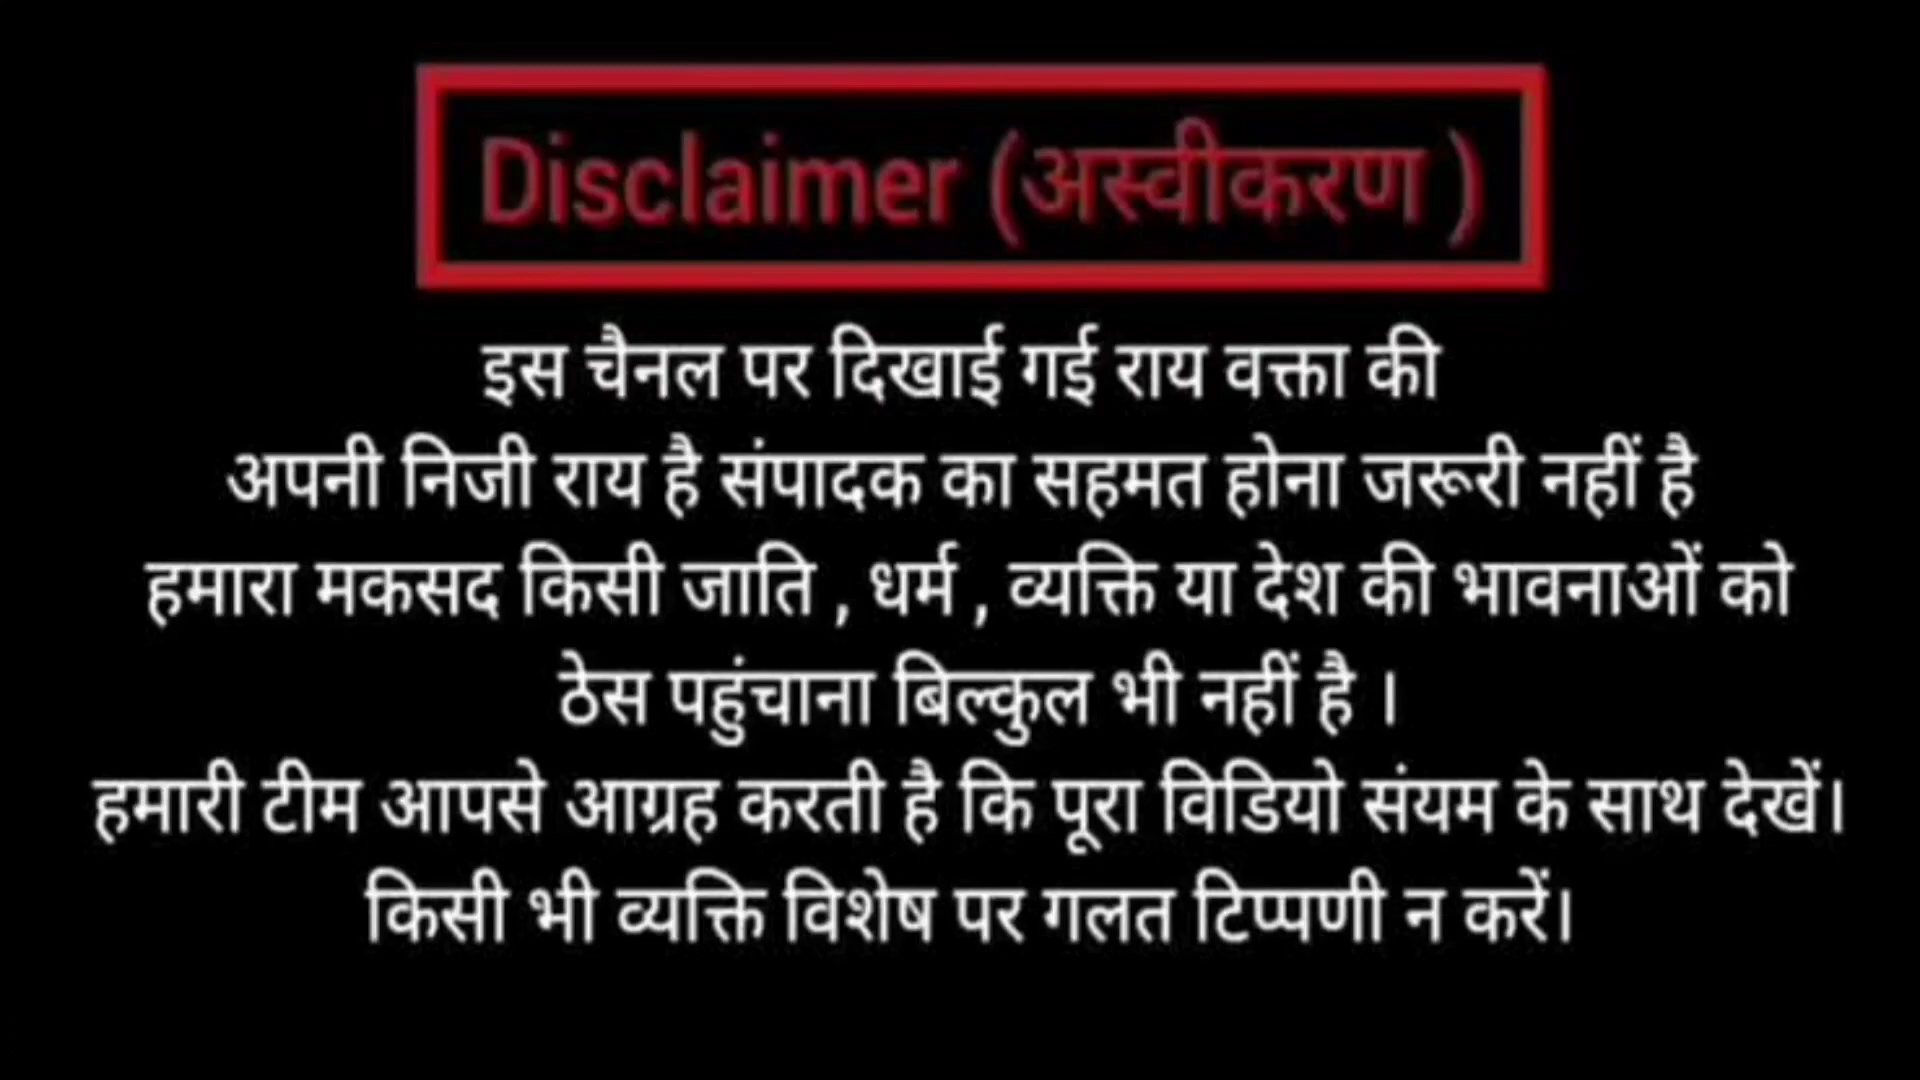 Disclaimer (अस्वीकरण )
इस चैनल पर दिखाई गई राय वक्ता की
अपनी निजी राय है संपादक का सहमत होना जरूरी नहीं है
हमारा मकसद किसी जाति , धर्म , व्यक्ति या देश की भावनाओं को
ठेस पहुंचाना बिल्कुल भी नहीं है ।
हमारी टीम आपसे आग्रह करती है कि पूरा विडियो संयम के साथ देखें।
किसी भी व्यक्ति विशेष पर गलत टिप्पणी न करें।